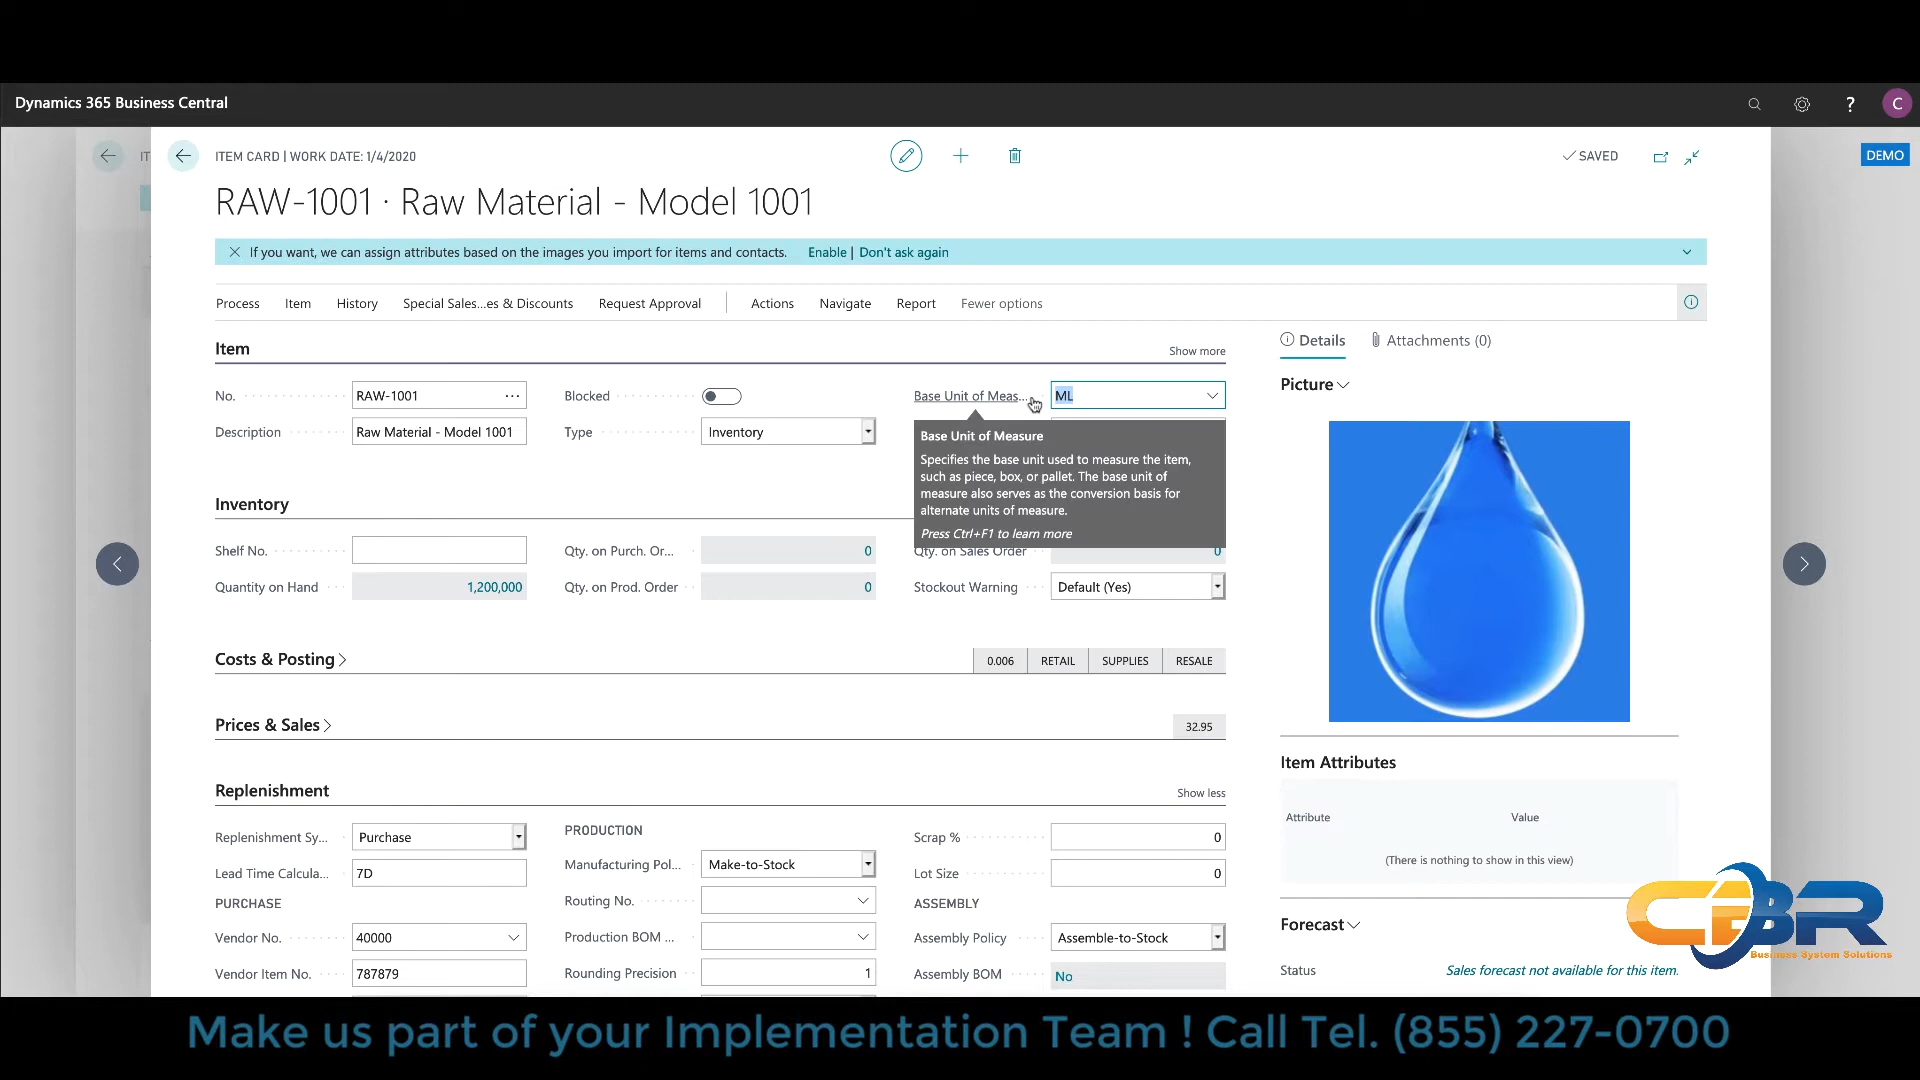 Dynamics 365 Business Central
?
C
IT
ITEM CARD | WORK DATE: 1/4/2020
SAVED
DEMO
RAW-1001 · Raw Material - Model 1001
If you want, we can assign attributes based on the images you import for items and contacts. Enable | Don't ask again
Process Item History Special Sales...es & Discounts Request Approval Actions Navigate Report Fewer options
Item
Show more
No. RAW-1001 ...
Blocked
Base Unit of Meas... ML
Description Raw Material - Model 1001
Type Inventory
Base Unit of Measure
Specifies the base unit used to measure the item,
such as piece, box, or pallet. The base unit of
measure also serves as the conversion basis for
alternate units of measure.
Press Ctrl+F1 to learn more
Inventory
Shelf No.
Qty. on Purch. Or... 0
Qty. on Sales Order 0
Quantity on Hand 1,200,000
Qty. on Prod. Order 0
Stockout Warning Default (Yes)
Costs & Posting
0.006 RETAIL SUPPLIES RESALE
Prices & Sales
32.95
Replenishment
Show less
Replenishment Sy... Purchase
Lead Time Calcula... 7D
PURCHASE
Vendor No. 40000
Vendor Item No. 787879
PRODUCTION
Manufacturing Pol... Make-to-Stock
Routing No.
Production BOM ...
Rounding Precision 1
Scrap % 0
Lot Size 0
ASSEMBLY
Assembly Policy Assemble-to-Stock
Assembly BOM No
Details Attachments (0)
Picture
Item Attributes
Attribute Value
(There is nothing to show in this view)
Forecast
Status Sales forecast not available for this item.
CBR
Business System Solutions
Make us part of your Implementation Team ! Call Tel. (855) 227-0700